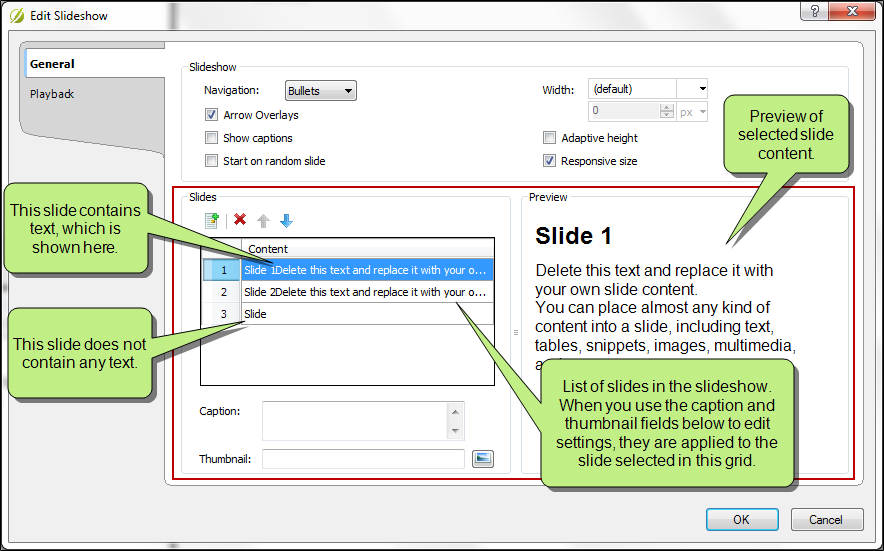 Edit Slideshow
?
General
Playback
Slideshow
Navigation: Bullets
Width: (default)
0 px
Arrow Overlays
Show captions
Adaptive height
Start on random slide
Responsive size
Preview of
selected slide
content.
Slides
Preview
This slide contains
text, which is
shown here.
Content
1 Slide 1Delete this text and replace it with your o...
2 Slide 2Delete this text and replace it with your o...
3 Slide
Slide 1
Delete this text and replace it with
your own slide content.
You can place almost any kind of
content into a slide, including text,
tables, snippets, images, multimedia,
This slide does not
contain any text.
List of slides in the slideshow.
When you use the caption and
thumbnail fields below to edit
settings, they are applied to the
slide selected in this grid.
Caption:
Thumbnail:
OK
Cancel